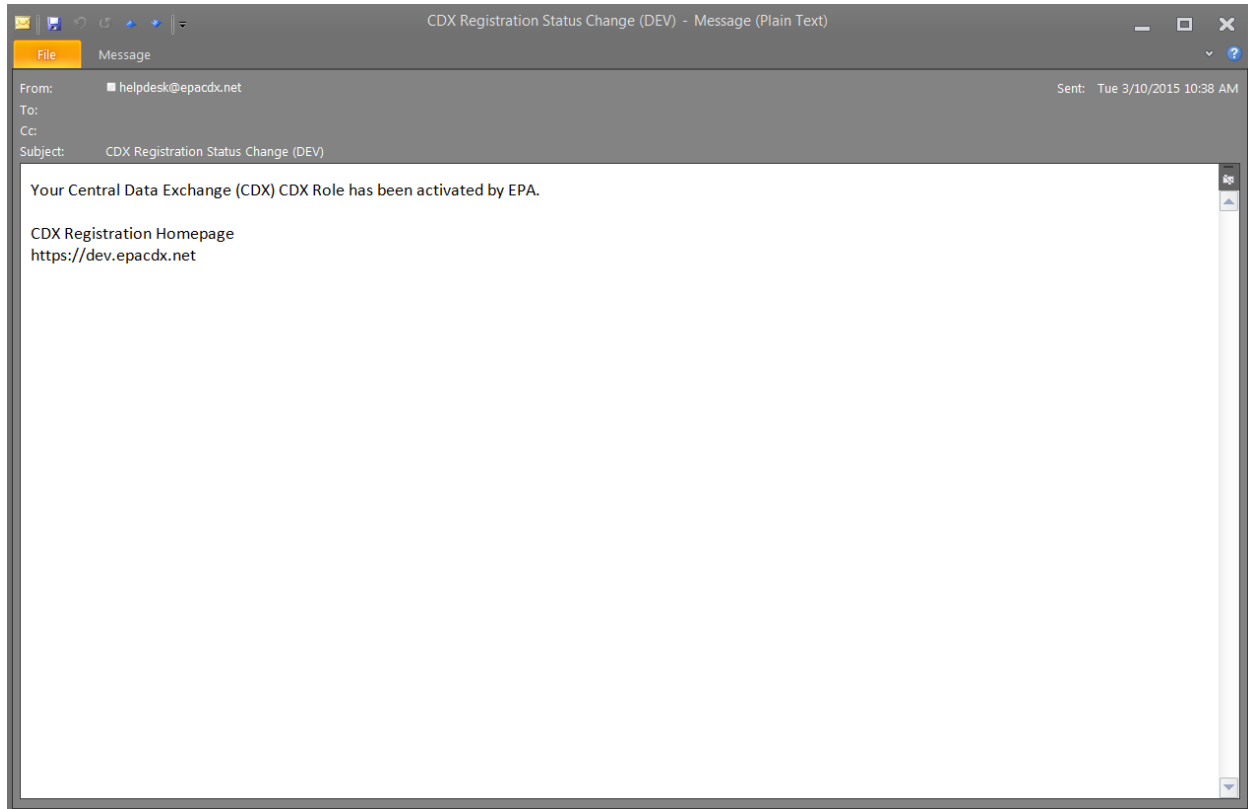 CDX Registration Status Change (DEV) - Message (Plain Text)
File Message
From: helpdesk@epacdx.net Sent: Tue 3/10/2015 10:38 AM
To:
Cc:
Subject: CDX Registration Status Change (DEV)
Your Central Data Exchange (CDX) CDX Role has been activated by EPA.
CDX Registration Homepage
https://dev.epacdx.net